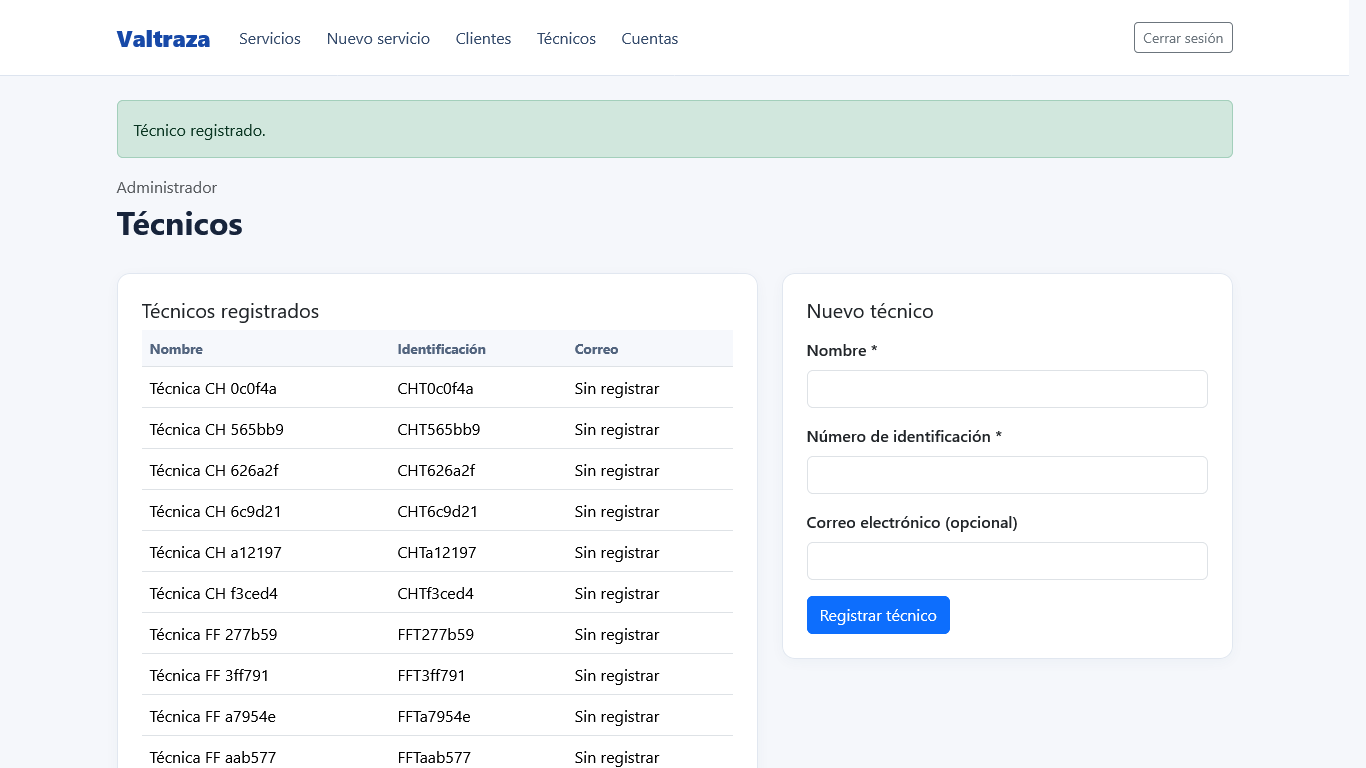 Valtraza Servicios Nuevo servicio Clientes Técnicos Cuentas Cerrar sesión
Técnico registrado.
Administrador
Técnicos
Técnicos registrados
Nombre Identificación Correo
Técnica CH 0c0f4a CHT0c0f4a Sin registrar
Técnica CH 565bb9 CHT565bb9 Sin registrar
Técnica CH 626a2f CHT626a2f Sin registrar
Técnica CH 6c9d21 CHT6c9d21 Sin registrar
Técnica CH a12197 CHTa12197 Sin registrar
Técnica CH f3ced4 CHTf3ced4 Sin registrar
Técnica FF 277b59 FFT277b59 Sin registrar
Técnica FF 3ff791 FFT3ff791 Sin registrar
Técnica FF a7954e FFTa7954e Sin registrar
Técnica FF aab577 FFTaab577 Sin registrar
Nuevo técnico
Nombre *
Número de identificación *
Correo electrónico (opcional)
Registrar técnico